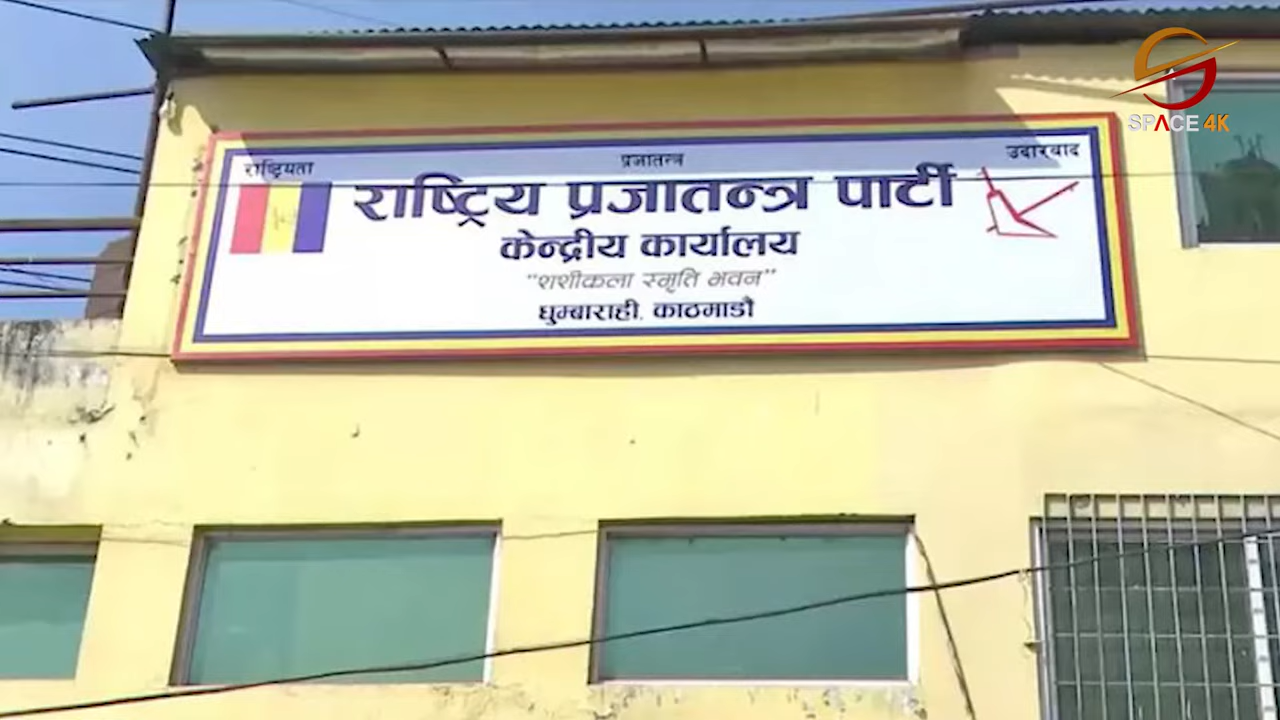 राष्ट्रियता प्रजातन्त्र उदारवाद
राष्ट्रिय प्रजातन्त्र पार्टी
केन्द्रीय कार्यालय
"शशीकला स्मृति भवन"
धुम्बाराही, काठमाडौं
SPACE 4K